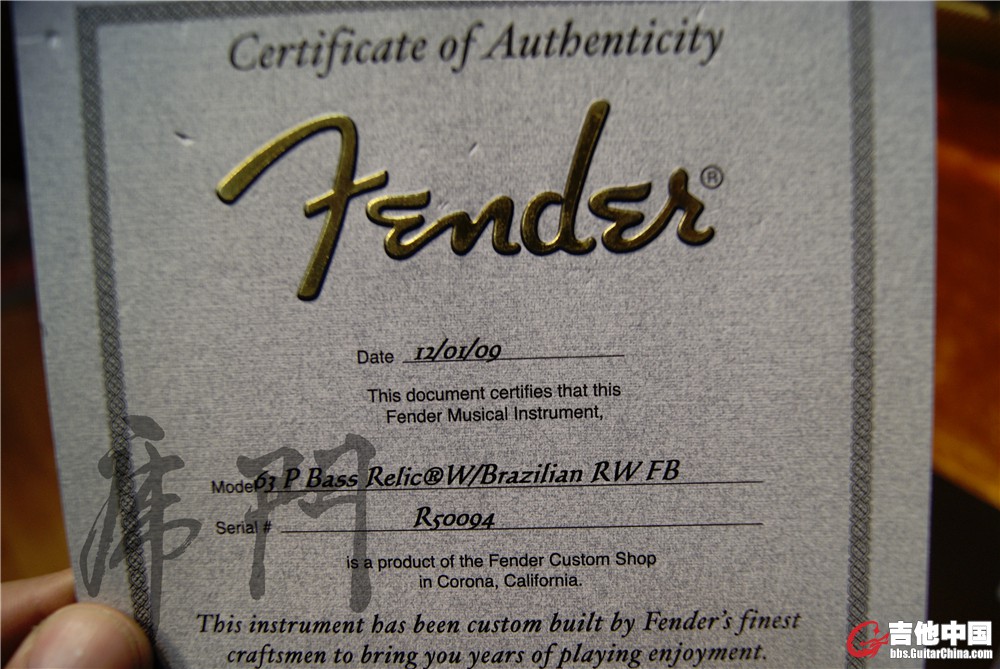 Certificate of Authenticity
Fender®
Date 12/01/09
This document certifies that this
Fender Musical Instrument,
Model 63 P Bass Relic® W/Brazilian RW FB
Serial # R50094
is a product of the Fender Custom Shop
in Corona, California.
This instrument has been custom built by Fender's finest
craftsmen to bring you years of playing enjoyment.
吉他中国
bbs.GuitarChina.com